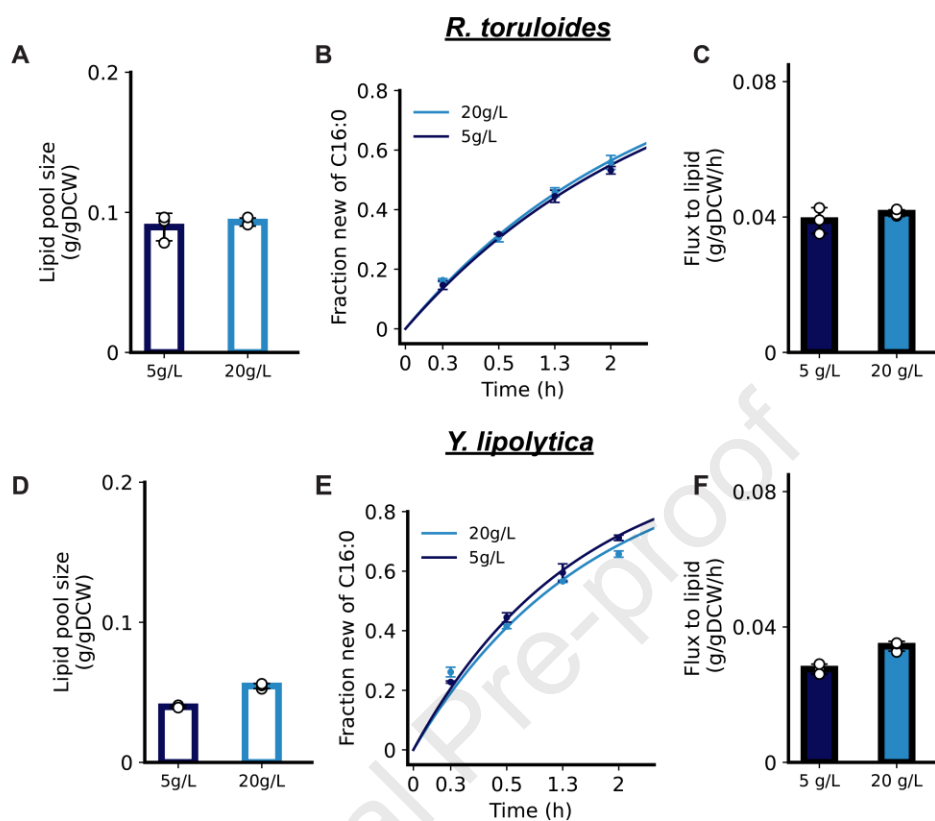 R. toruloides
A
0.2
0.1
0
Lipid pool size
(g/gDCW)
5g/L 20g/L
B
0.8
0.6
0.4
0.2
0
Fraction new of C16:0
20g/L
5g/L
0 0.3 0.5 1.3 2
Time (h)
C
0.08
0.04
0
Flux to lipid
(g/gDCW/h)
5 g/L 20 g/L
Y. lipolytica
D
0.2
0.1
0
Lipid pool size
(g/gDCW)
5g/L 20g/L
E
0.8
0.6
0.4
0.2
0
Fraction new of C16:0
20g/L
5g/L
0 0.3 0.5 1.3 2
Time (h)
F
0.08
0.04
0
Flux to lipid
(g/gDCW/h)
5 g/L 20 g/L
al Pre-proof